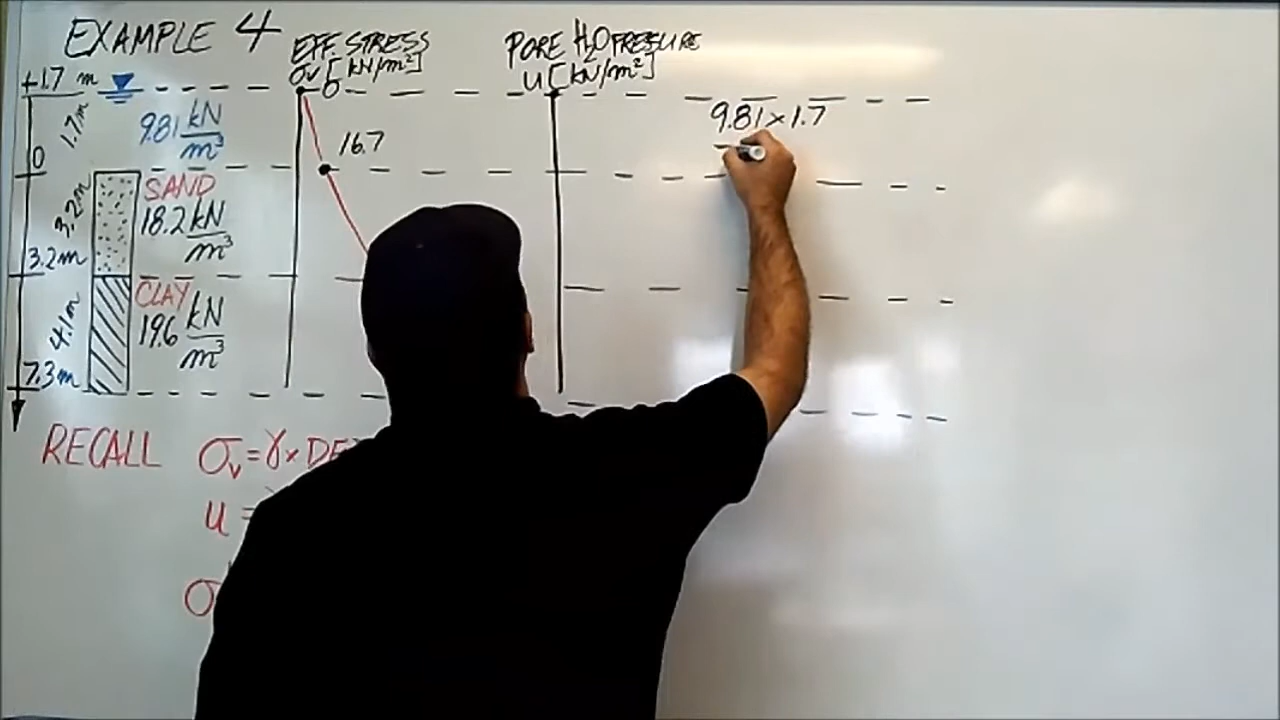 EXAMPLE 4
EFF. STRESS
σv [kN/m²]
PORE H2O PRESSURE
u [kN/m²]
+1.7 m
0
1.7m
9.81 kN/m³
9.81 × 1.7
0
16.7
3.2m
SAND
18.2 kN/m³
3.2m
4.1m
CLAY
19.6 kN/m³
7.3m
RECALL σv = γ × DE
u =
σ